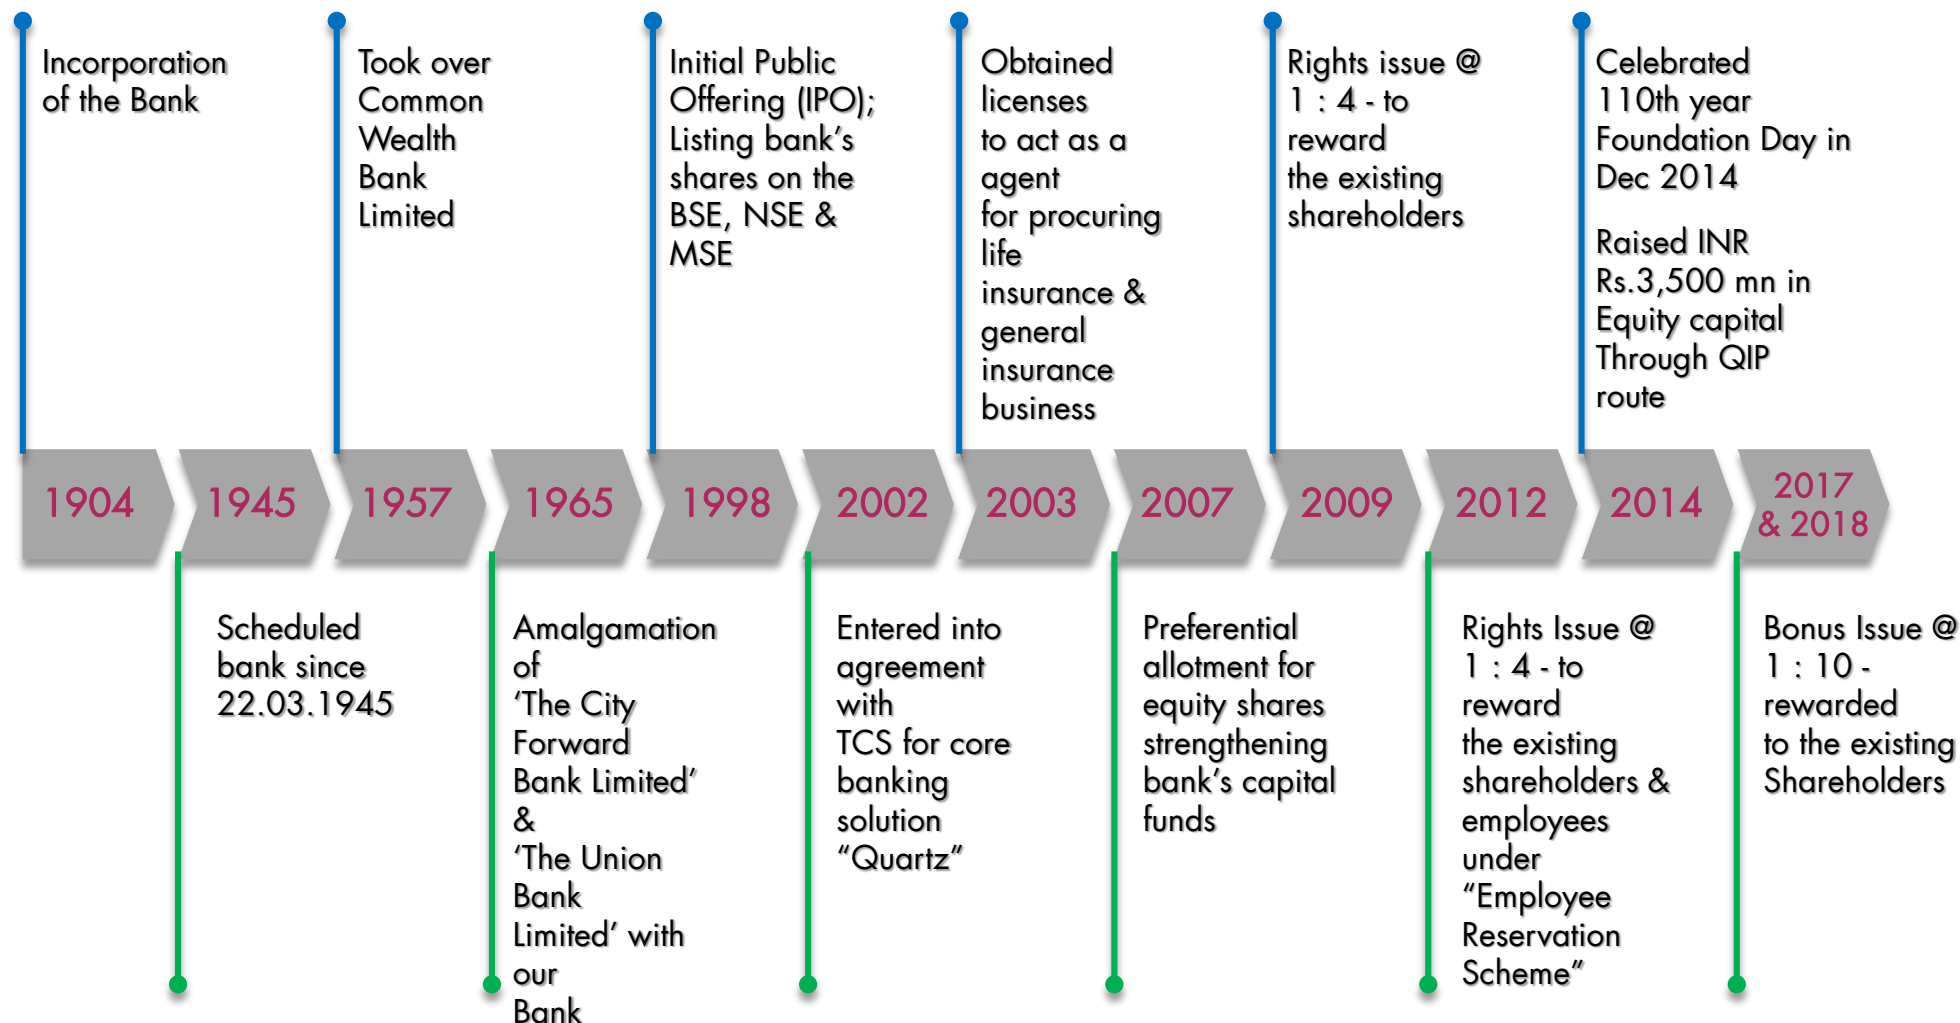 Incorporation
of the Bank
Took over
Common
Wealth
Bank
Limited
Initial Public
Offering (IPO);
Listing bank’s
shares on the
BSE, NSE &
MSE
Obtained
licenses
to act as a
agent
for procuring
life
insurance &
general
insurance
business
Rights issue @
1 : 4 - to
reward
the existing
shareholders
Celebrated
110th year
Foundation Day in
Dec 2014
Raised INR
Rs.3,500 mn in
Equity capital
Through QIP
route
1904
1945
1957
1965
1998
2002
2003
2007
2009
2012
2014
2017
& 2018
Scheduled
bank since
22.03.1945
Amalgamation
of
‘The City
Forward
Bank Limited’
&
‘The Union
Bank
Limited’ with
our
Bank
Entered into
agreement
with
TCS for core
banking
solution
“Quartz”
Preferential
allotment for
equity shares
strengthening
bank’s capital
funds
Rights Issue @
1 : 4 - to
reward
the existing
shareholders &
employees
under
“Employee
Reservation
Scheme”
Bonus Issue @
1 : 10 -
rewarded
to the existing
Shareholders